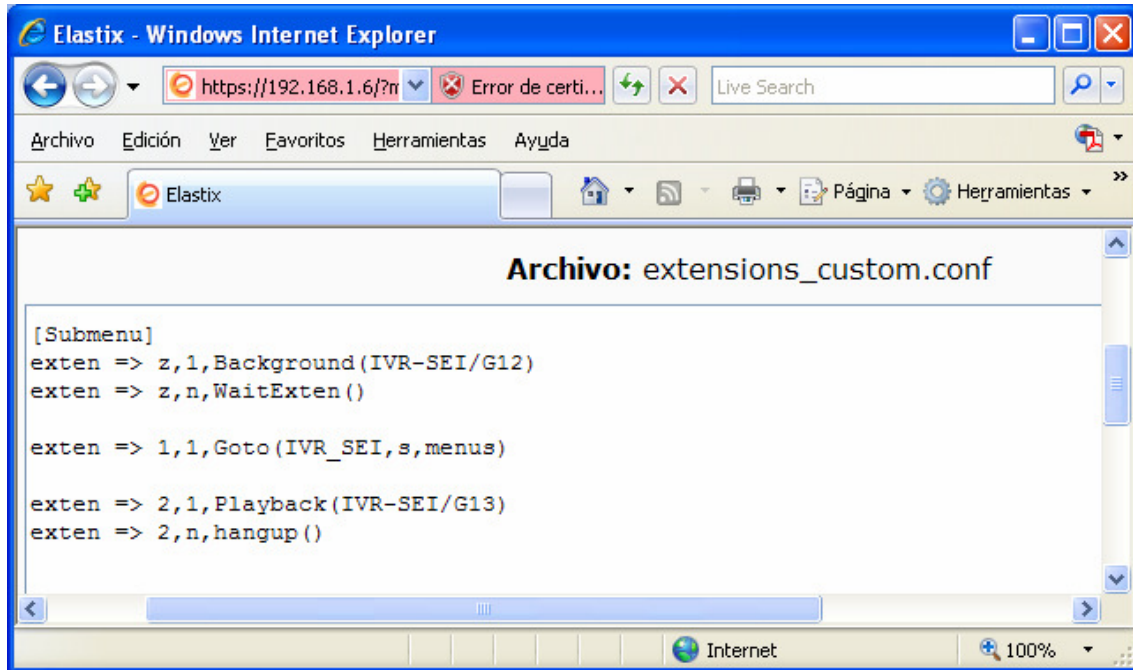 Elastix - Windows Internet Explorer
https://192.168.1.6/?m Error de certi... Live Search
Archivo Edición Ver Favoritos Herramientas Ayuda
Elastix Página Herramientas »
Archivo: extensions_custom.conf
[Submenu]
exten => z,1,Background(IVR-SEI/G12)
exten => z,n,WaitExten()
exten => 1,1,Goto(IVR_SEI,s,menus)
exten => 2,1,Playback(IVR-SEI/G13)
exten => 2,n,hangup()
Internet 100%